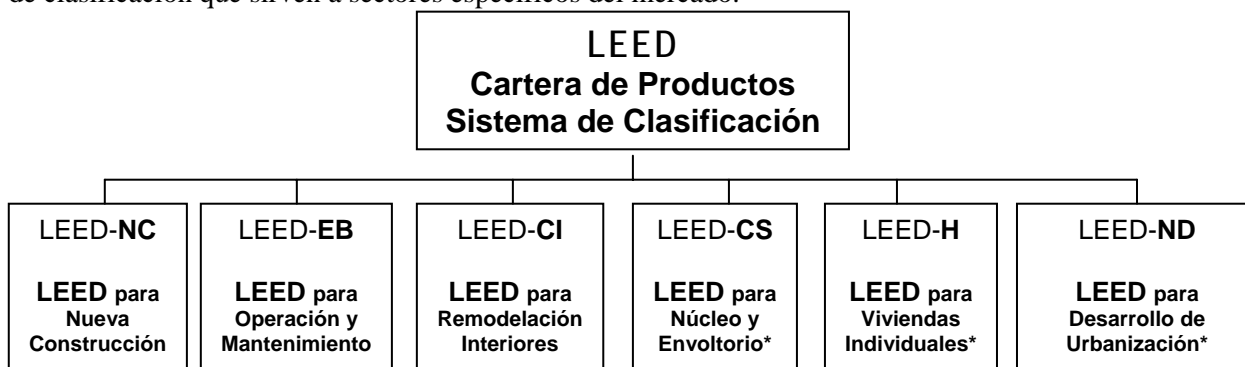 de clasificación que sirven a sectores específicos del mercado.
LEED
Cartera de Productos
Sistema de Clasificación
LEED-NC
LEED para
Nueva
Construcción
LEED-EB
LEED para
Operación y
Mantenimiento
LEED-CI
LEED para
Remodelación
Interiores
LEED-CS
LEED para
Núcleo y
Envoltorio*
LEED-H
LEED para
Viviendas
Individuales*
LEED-ND
LEED para
Desarrollo de
Urbanización*